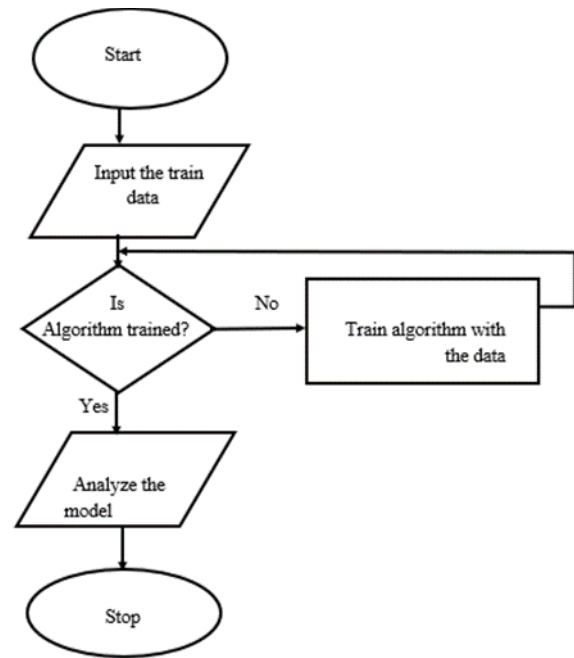 Start
Input the train
data
Is
Algorithm trained?
No
Train algorithm with
the data
Yes
Analyze the
model
Stop